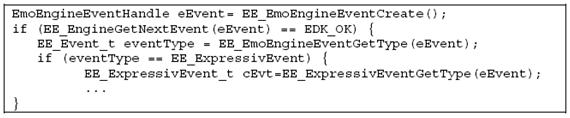 EmoEngineEventHandle eEvent= EE_EmoEngineEventCreate();
if (EE_EngineGetNextEvent(eEvent) == EDK_OK) {
EE_Event_t eventType = EE_EmoEngineEventGetType(eEvent);
if (eventType == EE_ExpressivEvent) {
EE_ExpressivEvent_t cEvt=EE_ExpressivEventGetType(eEvent);
...
}